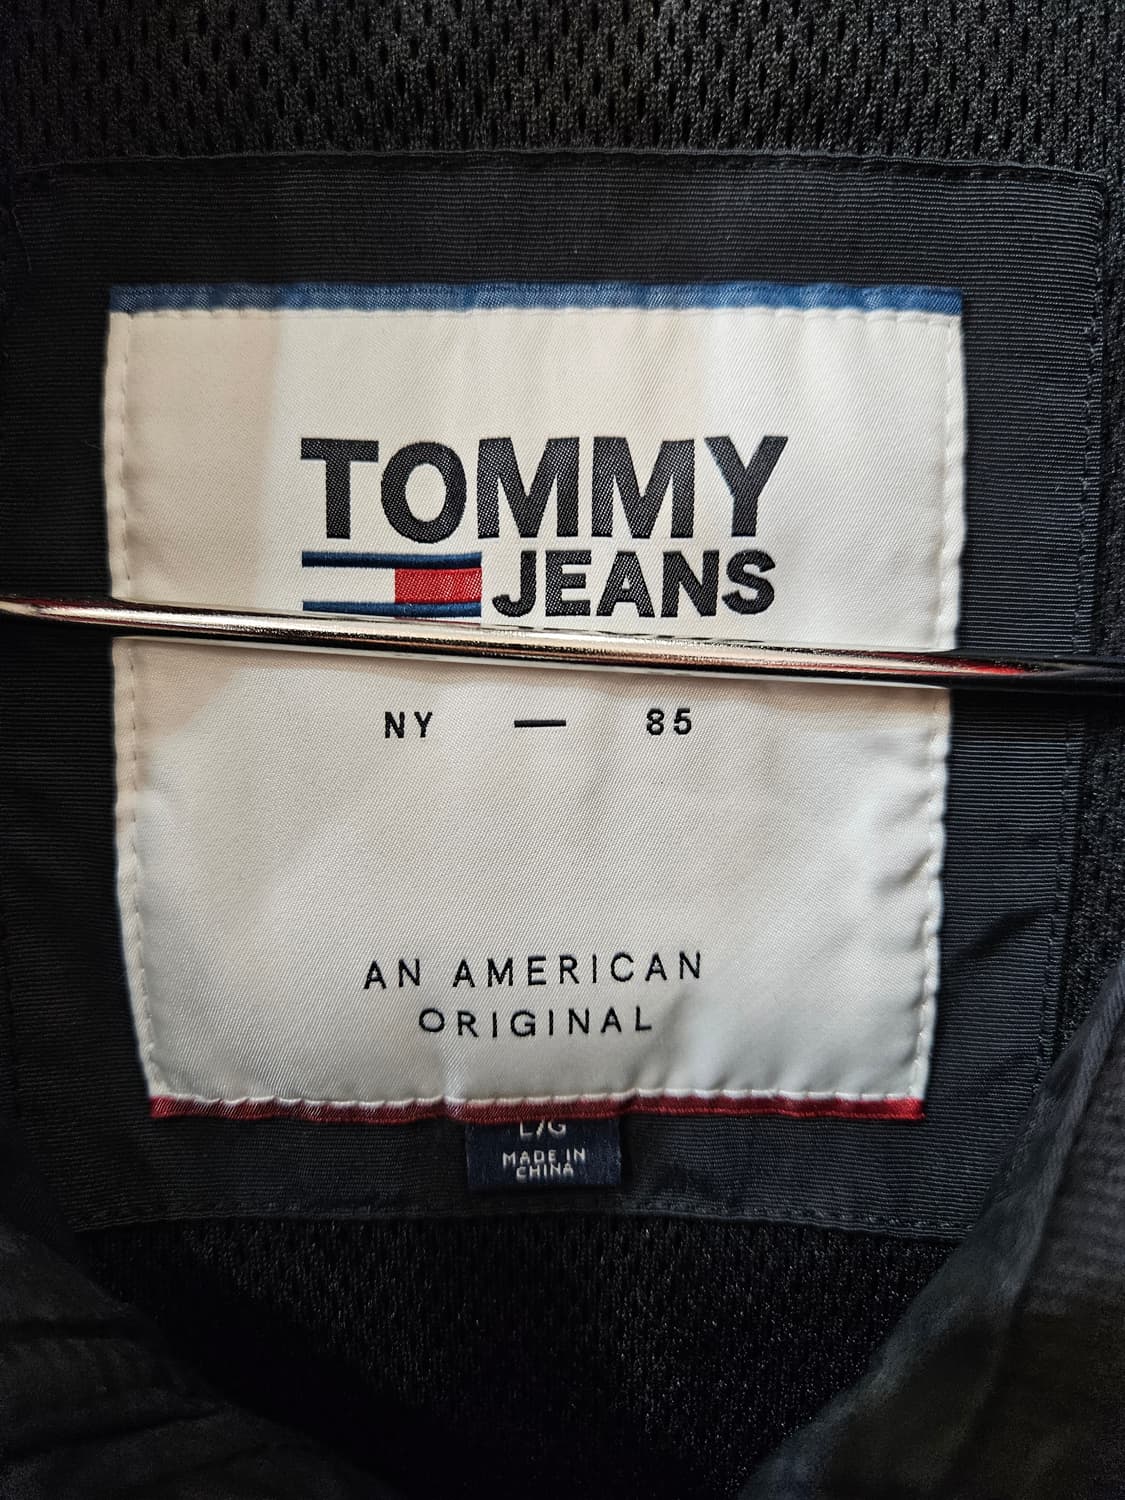 TOMMY
JEANS
NY — 85
AN AMERICAN
ORIGINAL
L/G
MADE IN
CHINA